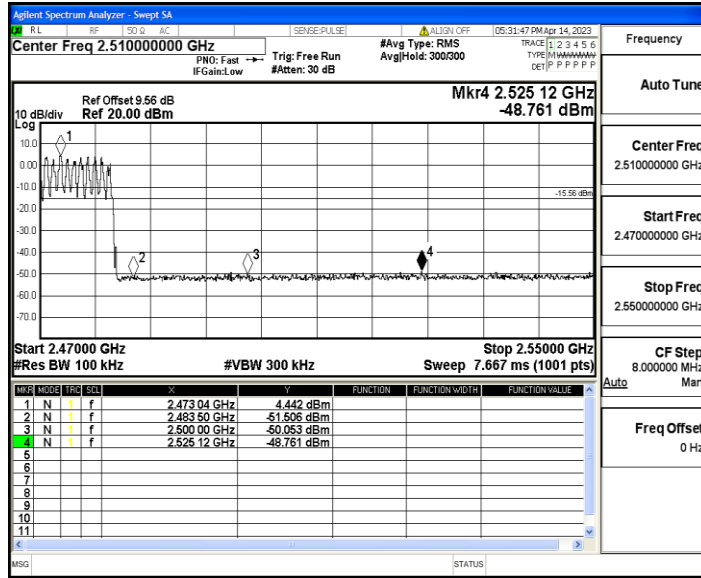 Agilent Spectrum Analyzer - Swept SA
RL RF 50 Ω AC SENSE:PULSE ALIGN OFF 05:31:47 PM Apr 14, 2023
Center Freq 2.510000000 GHz
PNO: Fast
IFGain:Low
Trig: Free Run
#Atten: 30 dB
#Avg Type: RMS
Avg|Hold: 300/300
TRACE 1 2 3 4 5 6
TYPE M
DET P P P P P P
Ref Offset 9.56 dB
10 dB/div Ref 20.00 dBm
Log
Mkr4 2.525 12 GHz
-48.761 dBm
10.0
0.00
-10.0
-20.0
-30.0
-40.0
-50.0
-60.0
-70.0
1
2
3
4
-15.56 dBm
Start 2.47000 GHz Stop 2.55000 GHz
#Res BW 100 kHz #VBW 300 kHz Sweep 7.667 ms (1001 pts)
MKR MODE TRC SCL X Y FUNCTION FUNCTION WIDTH FUNCTION VALUE
1 N 1 f 2.473 04 GHz 4.442 dBm
2 N 1 f 2.483 50 GHz -51.506 dBm
3 N 1 f 2.500 00 GHz -50.053 dBm
4 N 1 f 2.525 12 GHz -48.761 dBm
5
6
7
8
9
10
11
MSG STATUS
Frequency
Auto Tune
Center Freq
2.510000000 GHz
Start Freq
2.470000000 GHz
Stop Freq
2.550000000 GHz
CF Step
8.000000 MHz
Auto Man
Freq Offset
0 Hz